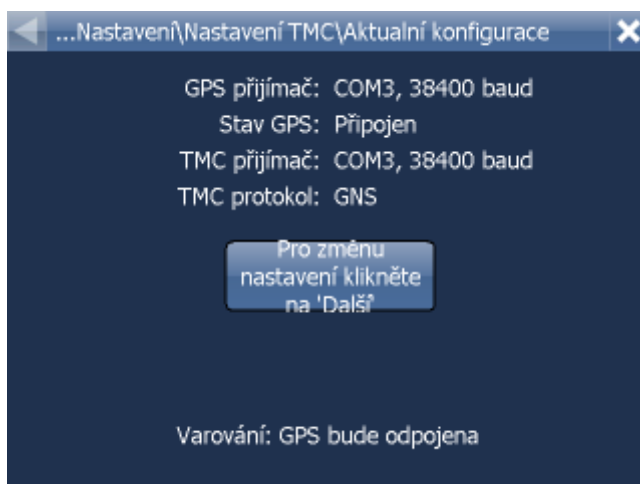 ...Nastavení\Nastavení TMC\Aktualní konfigurace
GPS přijímač: COM3, 38400 baud
Stav GPS: Připojen
TMC přijímač: COM3, 38400 baud
TMC protokol: GNS
Pro změnu
nastavení klikněte
na 'Další'
Varování: GPS bude odpojena